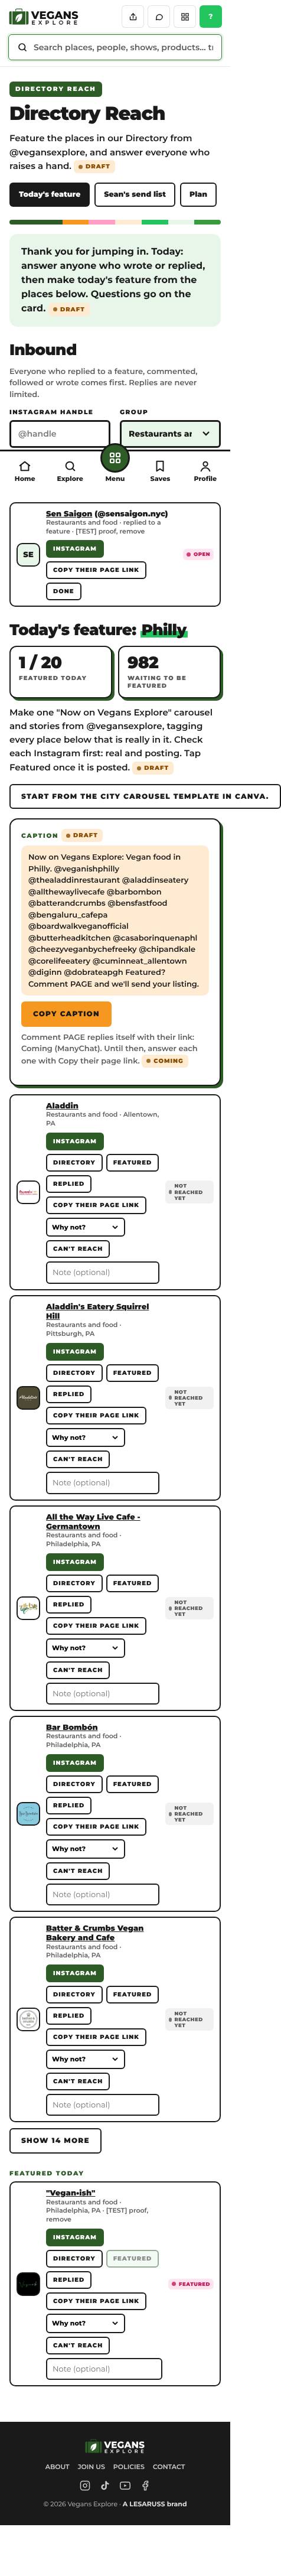 VEGANS
EXPLORE
?
Search places, people, shows, products...
DIRECTORY REACH
Directory Reach
Feature the places in our Directory from
@vegansexplore, and answer everyone who
raises a hand. DRAFT
Today's feature
Sean's send list
Plan
Thank you for jumping in. Today:
answer anyone who wrote or replied,
then make today's feature from the
places below. Questions go on the
card. DRAFT
Inbound
Everyone who replied to a feature, commented,
followed or wrote comes first. Replies are never
limited.
INSTAGRAM HANDLE
GROUP
@handle
Restaurants ar
Home
Explore
Menu
Saves
Profile
SE
Sen Saigon (@sensaigon.nyc)
Restaurants and food · replied to a
feature · [TEST] proof, remove
INSTAGRAM
COPY THEIR PAGE LINK
DONE
OPEN
Today's feature: Philly
1 / 20
FEATURED TODAY
982
WAITING TO BE
FEATURED
Make one "Now on Vegans Explore" carousel
and stories from @vegansexplore, tagging
every place below that is really in it. Check
each Instagram first: real and posting. Tap
Featured once it is posted. DRAFT
START FROM THE CITY CAROUSEL TEMPLATE IN CANVA.
CAPTION DRAFT
Now on Vegans Explore: Vegan food in
Philly. @veganishphilly
@thealaddinrestaurant @aladdinseatery
@allthewaylivecafe @barbombon
@batterandcrumbs @bensfastfood
@bengaluru_cafepa
@boardwalkveganofficial
@butterheadkitchen @casaborinquenaphl
@cheezyveganbychefreeky @chipandkale
@corelifeeatery @cuminneat_allentown
@diginn @dobrateapgh Featured?
Comment PAGE and we'll send your listing.
COPY CAPTION
Comment PAGE replies itself with their link:
Coming (ManyChat). Until then, answer each
one with Copy their page link. COMING
Aladdin
Restaurants and food · Allentown,
PA
INSTAGRAM
DIRECTORY
FEATURED
REPLIED
COPY THEIR PAGE LINK
Why not?
CAN'T REACH
Note (optional)
NOT
REACHED
YET
Aladdin's Eatery Squirrel
Hill
Restaurants and food ·
Pittsburgh, PA
INSTAGRAM
DIRECTORY
FEATURED
REPLIED
COPY THEIR PAGE LINK
Why not?
CAN'T REACH
Note (optional)
NOT
REACHED
YET
All the Way Live Cafe -
Germantown
Restaurants and food ·
Philadelphia, PA
INSTAGRAM
DIRECTORY
FEATURED
REPLIED
COPY THEIR PAGE LINK
Why not?
CAN'T REACH
Note (optional)
NOT
REACHED
YET
Bar Bombón
Restaurants and food ·
Philadelphia, PA
INSTAGRAM
DIRECTORY
FEATURED
REPLIED
COPY THEIR PAGE LINK
Why not?
CAN'T REACH
Note (optional)
NOT
REACHED
YET
Batter & Crumbs Vegan
Bakery and Cafe
Restaurants and food ·
Philadelphia, PA
INSTAGRAM
DIRECTORY
FEATURED
REPLIED
COPY THEIR PAGE LINK
Why not?
CAN'T REACH
Note (optional)
NOT
REACHED
YET
SHOW 14 MORE
FEATURED TODAY
"Vegan•ish"
Restaurants and food ·
Philadelphia, PA · [TEST] proof,
remove
INSTAGRAM
DIRECTORY
FEATURED
REPLIED
COPY THEIR PAGE LINK
Why not?
CAN'T REACH
Note (optional)
FEATURED
VEGANS
EXPLORE
ABOUT
JOIN US
POLICIES
CONTACT
© 2026 Vegans Explore · A LESARUSS brand